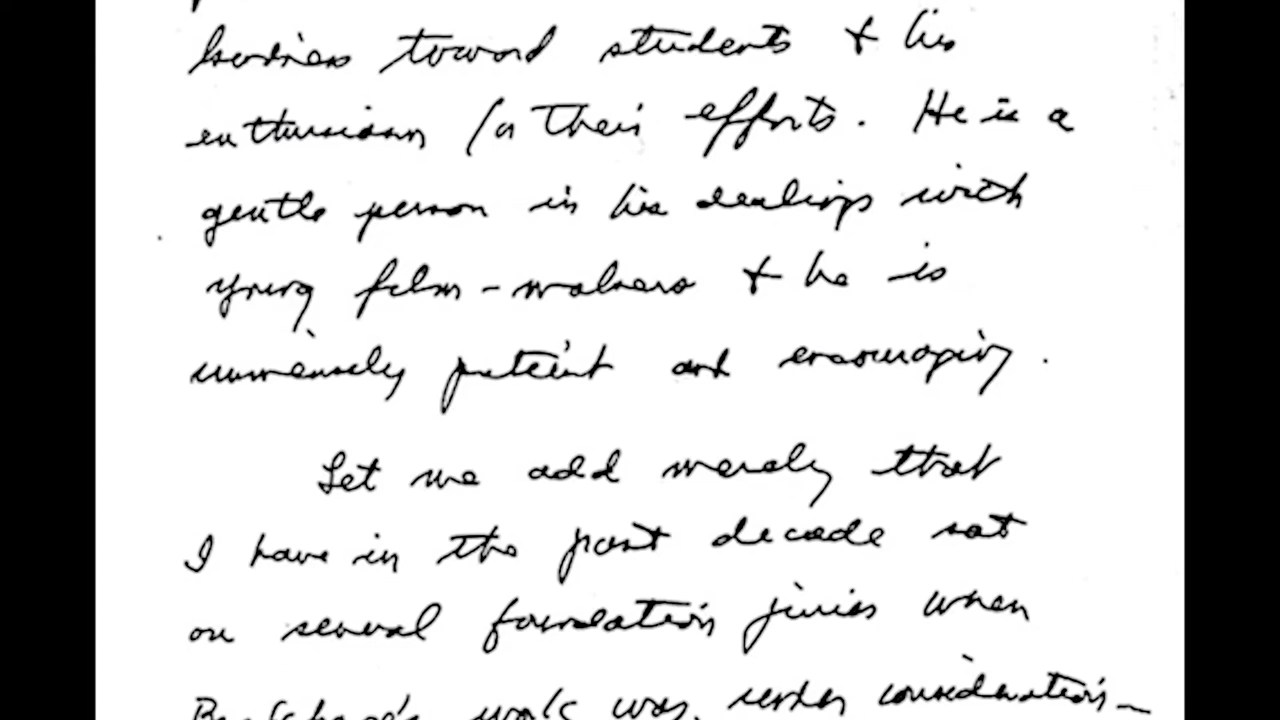 kindness toward students & his
enthusiasm for their efforts. He is a
gentle person in his dealings with
young film-makers & he is
immensely patient and encouraging.
Let me add merely that
I have in the past decade sat
on several foundation juries when
work was under consideration-